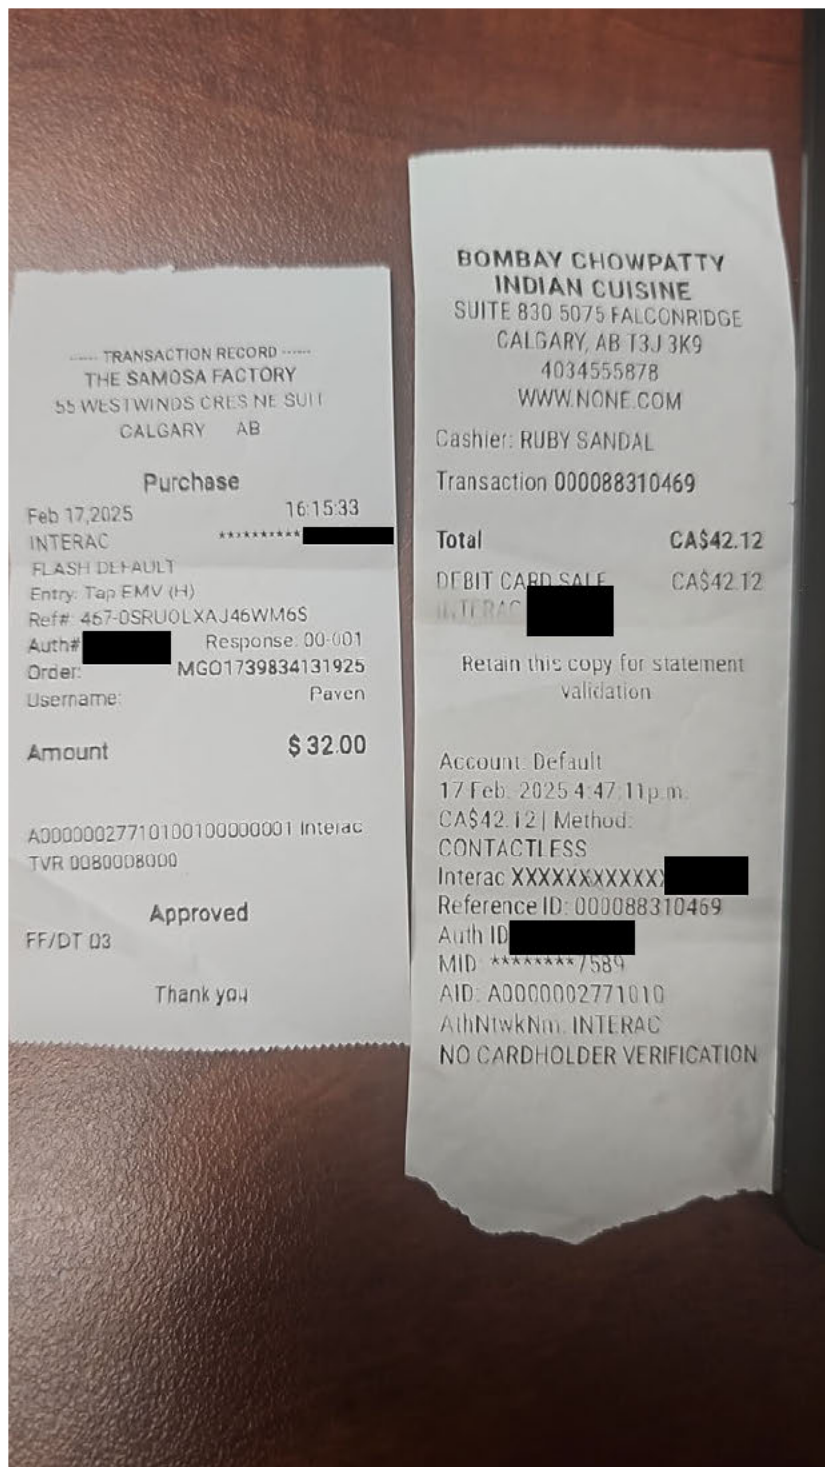 ----- TRANSACTION RECORD -----
THE SAMOSA FACTORY
55 WESTWINDS CRES NE SUIT
CALGARY AB
Purchase
Feb 17,2025 16:15:33
INTERAC **********
FLASH DEFAULT
Entry: Tap EMV (H)
Ref#: 467-0SRUOLXAJ46WM6S
Auth# Response: 00-001
Order: MGO1739834131925
Username: Paven
Amount $ 32.00
A00000027710100100000001 Interac
TVR 0080008000
Approved
FF/DT 03
Thank you
BOMBAY CHOWPATTY
INDIAN CUISINE
SUITE 830 5075 FALCONRIDGE
CALGARY, AB T3J 3K9
4034555878
WWW.NONE.COM
Cashier: RUBY SANDAL
Transaction 000088310469
Total CA$42.12
DEBIT CARD SALE CA$42.12
INTERAC
Retain this copy for statement
validation
Account: Default
17 Feb. 2025 4:47:11p.m.
CA$42.12 | Method:
CONTACTLESS
Interac XXXXXXXXXXXX
Reference ID: 000088310469
Auth ID
MID: ********7589
AID: A0000002771010
AthNtwkNm: INTERAC
NO CARDHOLDER VERIFICATION